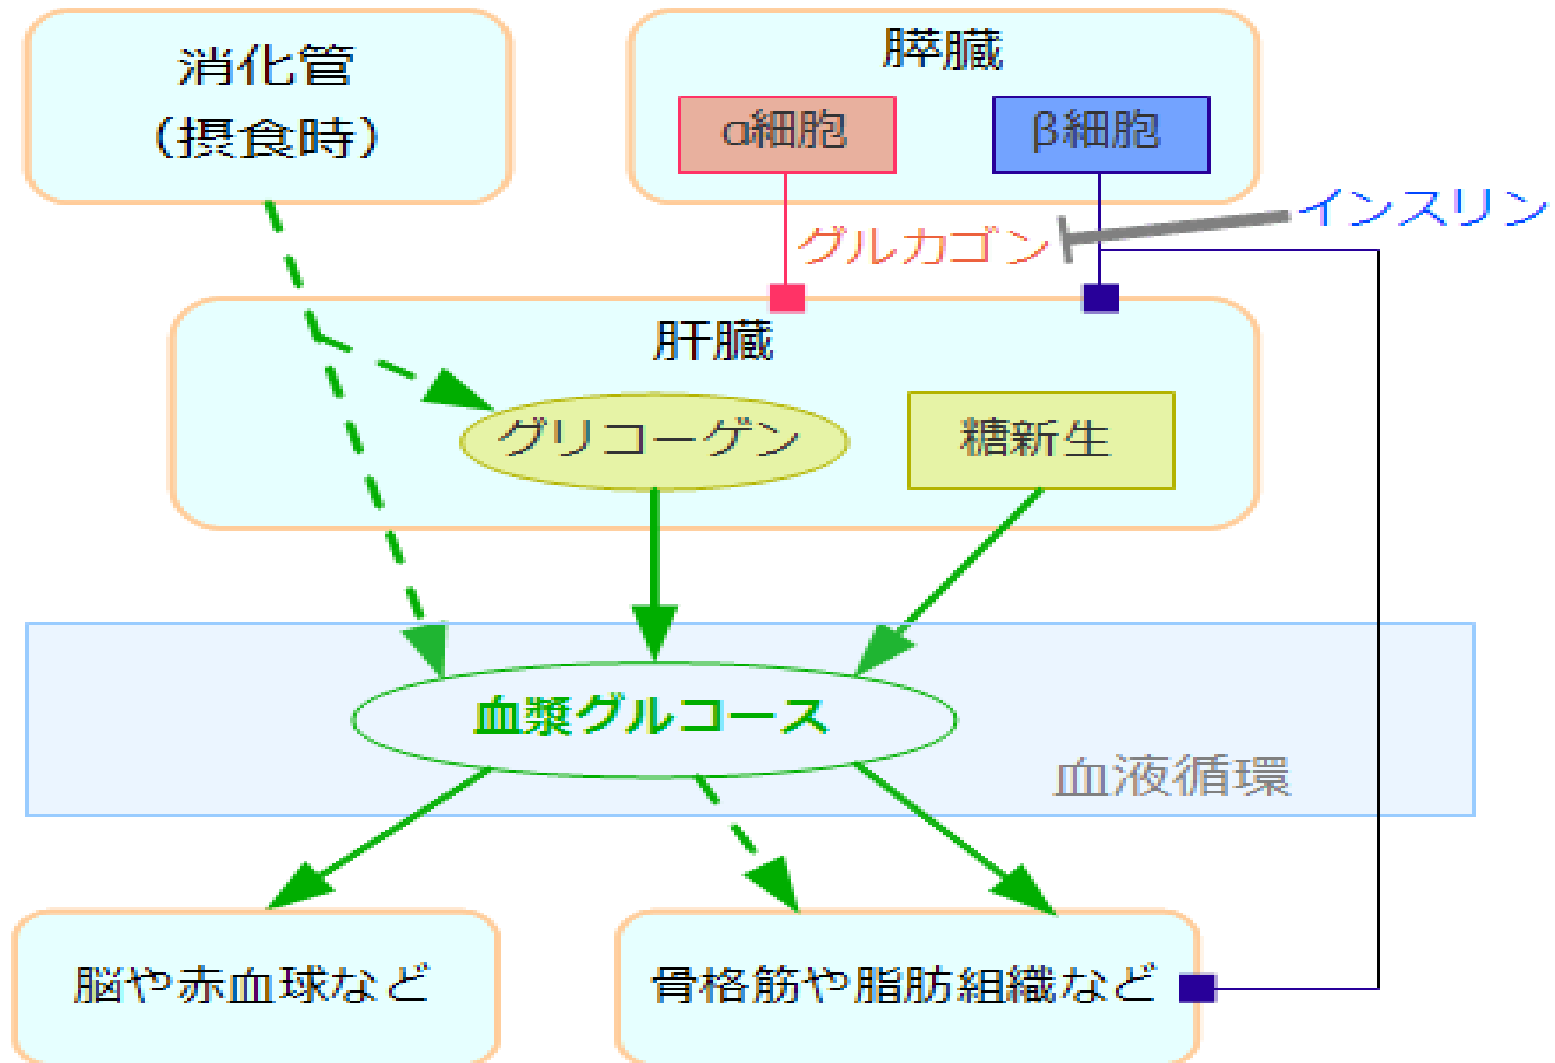 消化管
（摂食時）
膵臓
α細胞
β細胞
インスリン
グルカゴン
肝臓
グリコーゲン
糖新生
血漿グルコース
血液循環
脳や赤血球など
骨格筋や脂肪組織など